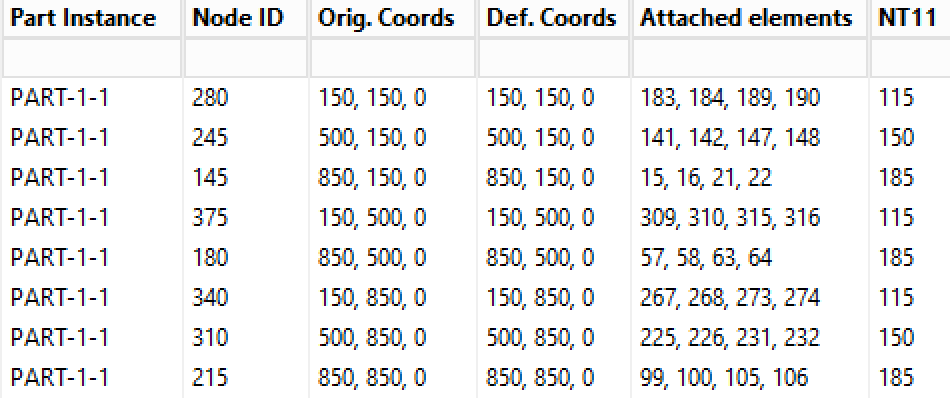 Part Instance Node ID Orig. Coords Def. Coords Attached elements NT11
PART-1-1 280 150, 150, 0 150, 150, 0 183, 184, 189, 190 115
PART-1-1 245 500, 150, 0 500, 150, 0 141, 142, 147, 148 150
PART-1-1 145 850, 150, 0 850, 150, 0 15, 16, 21, 22 185
PART-1-1 375 150, 500, 0 150, 500, 0 309, 310, 315, 316 115
PART-1-1 180 850, 500, 0 850, 500, 0 57, 58, 63, 64 185
PART-1-1 340 150, 850, 0 150, 850, 0 267, 268, 273, 274 115
PART-1-1 310 500, 850, 0 500, 850, 0 225, 226, 231, 232 150
PART-1-1 215 850, 850, 0 850, 850, 0 99, 100, 105, 106 185